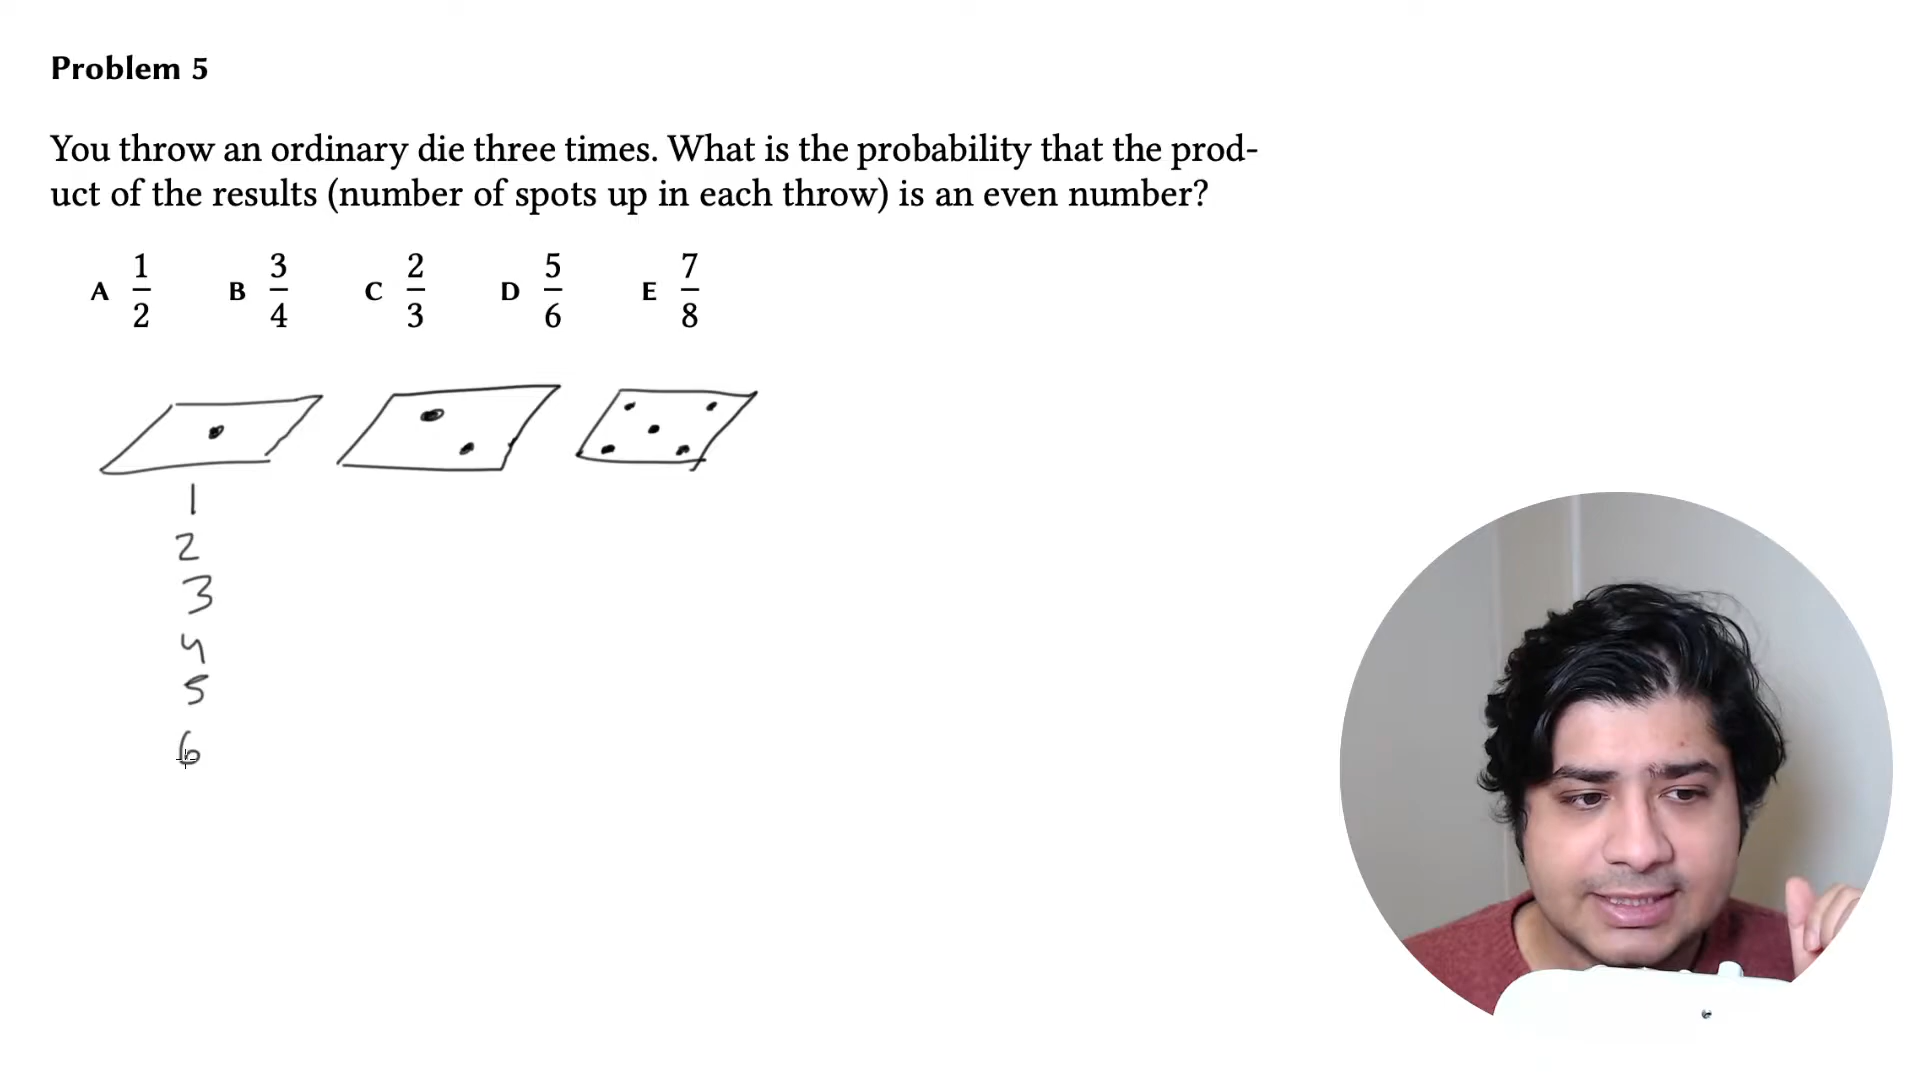 Problem 5
You throw an ordinary die three times. What is the probability that the prod-
uct of the results (number of spots up in each throw) is an even number?
A 1/2 B 3/4 C 2/3 D 5/6 E 7/8
1
2
3
4
5
6